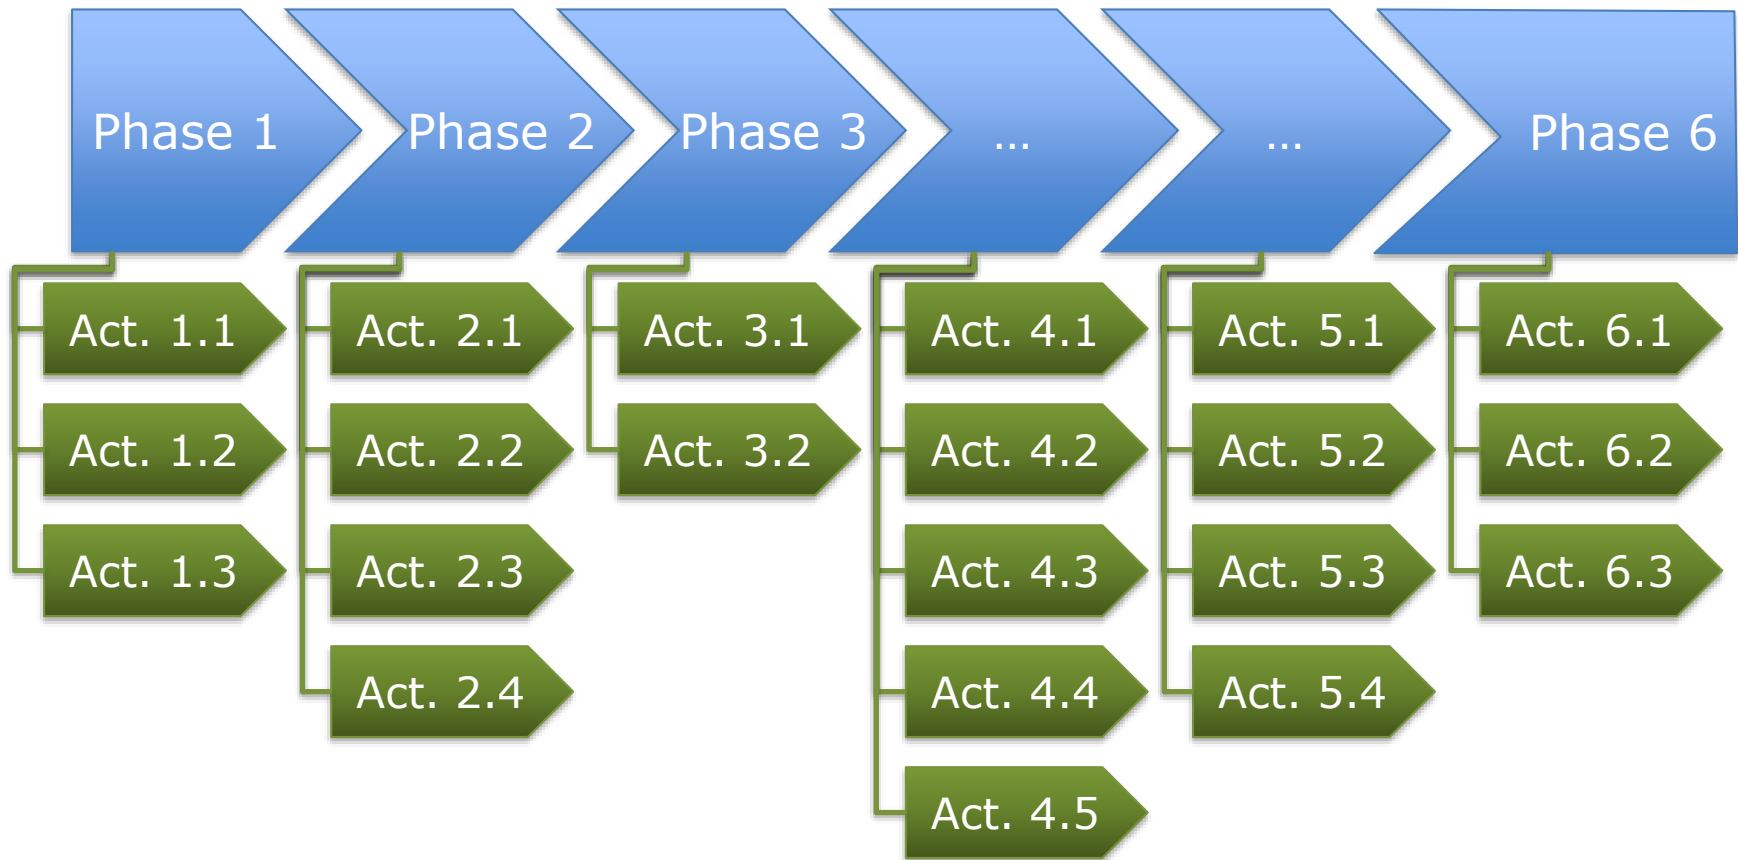 Phase 1
Phase 2
Phase 3
...
...
Phase 6
Act. 1.1
Act. 1.2
Act. 1.3
Act. 2.1
Act. 2.2
Act. 2.3
Act. 2.4
Act. 3.1
Act. 3.2
Act. 4.1
Act. 4.2
Act. 4.3
Act. 4.4
Act. 4.5
Act. 5.1
Act. 5.2
Act. 5.3
Act. 5.4
Act. 6.1
Act. 6.2
Act. 6.3